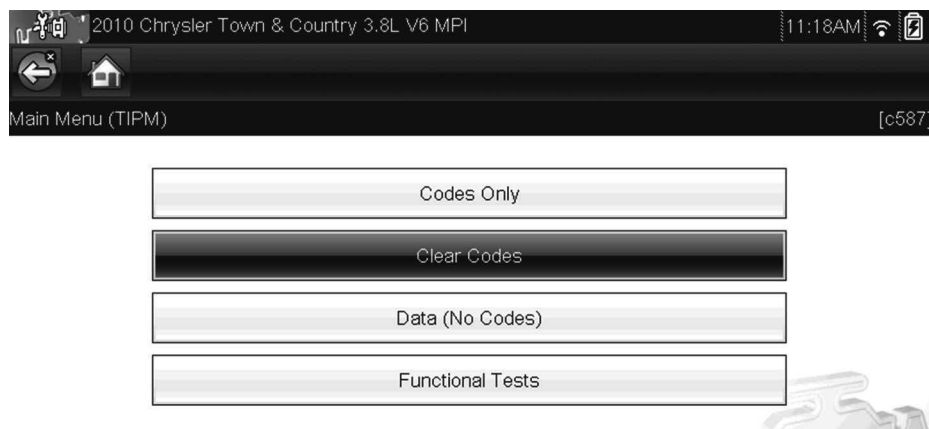 2010 Chrysler Town & Country 3.8L V6 MPI 11:18AM
Main Menu (TIPM) [c587]
Codes Only
Clear Codes
Data (No Codes)
Functional Tests